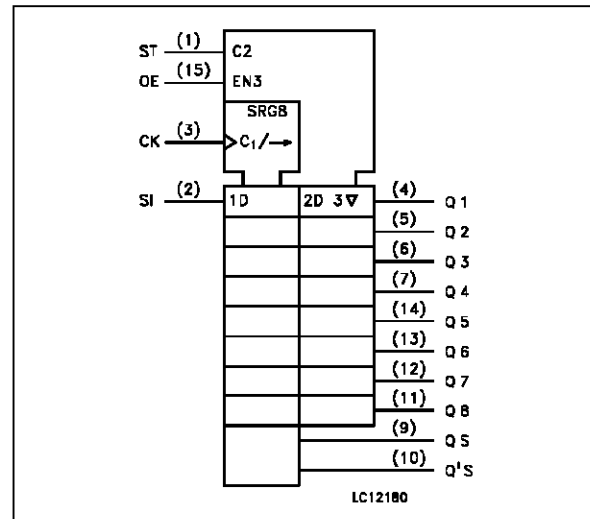 ST (1) C2
OE (15) EN3
SRG8
CK (3) C1/
SI (2) 1D 2D 3▽ (4) Q1
(5) Q2
(6) Q3
(7) Q4
(14) Q5
(13) Q6
(12) Q7
(11) Q8
(9) QS
(10) Q'S
LC12180